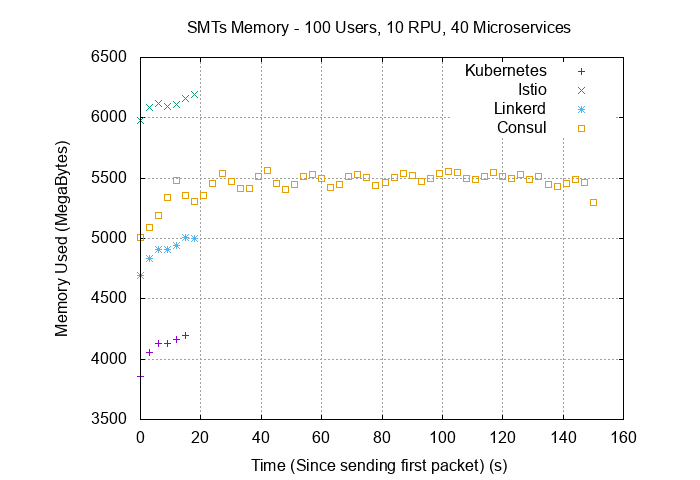 SMTs Memory - 100 Users, 10 RPU, 40 Microservices
6500
6000
5500
5000
4500
4000
3500
Memory Used (MegaBytes)
Kubernetes
Istio
Linkerd
Consul
0 20 40 60 80 100 120 140 160
Time (Since sending first packet) (s)